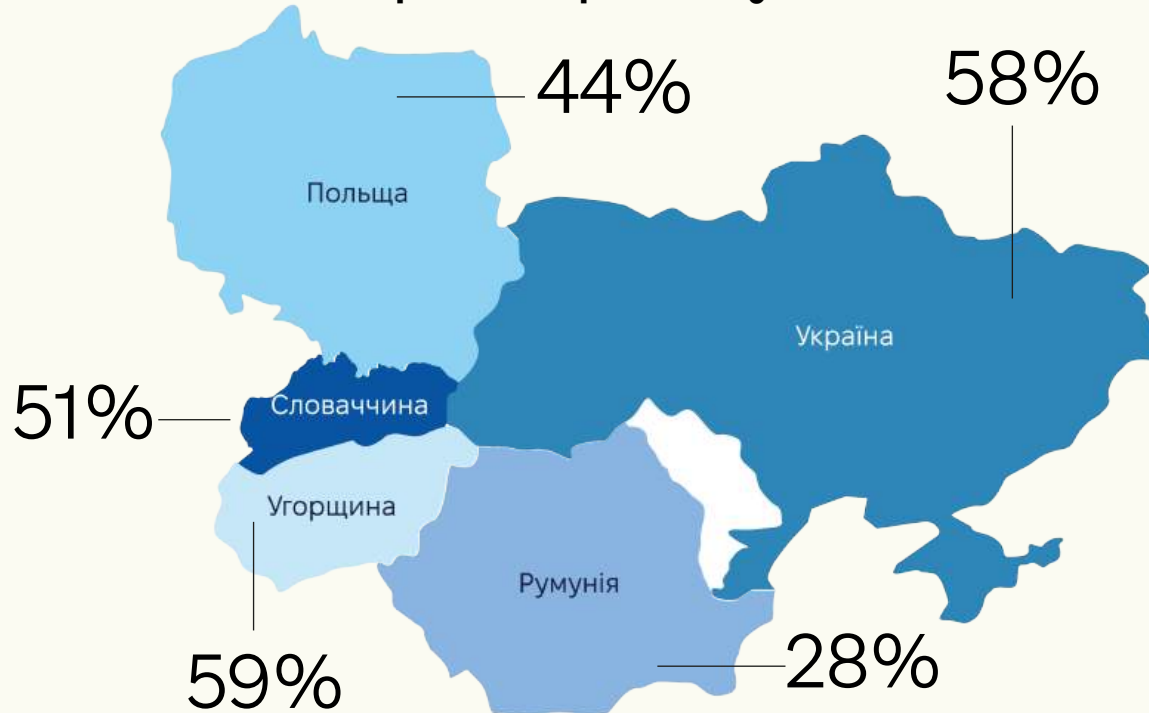 44%
58%
Польща
Україна
51%
Словаччина
Угорщина
Румунія
59%
28%